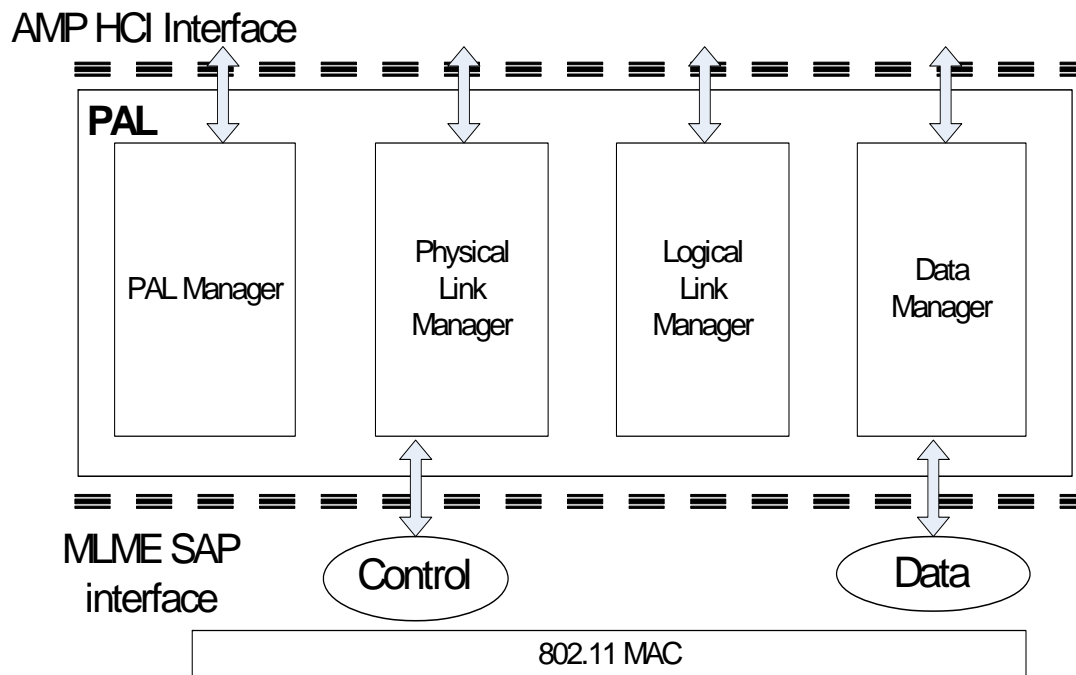 AMP HCI Interface
PAL
PAL Manager
Physical
Link
Manager
Logical
Link
Manager
Data
Manager
MLME SAP
interface
Control
Data
802.11 MAC